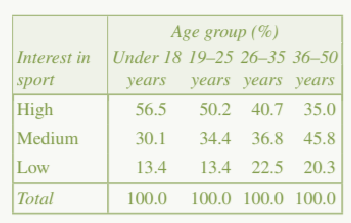 Age group (%)
Interest in Under 18 19–25 26–35 36–50
sport years years years years
High 56.5 50.2 40.7 35.0
Medium 30.1 34.4 36.8 45.8
Low 13.4 13.4 22.5 20.3
Total 100.0 100.0 100.0 100.0